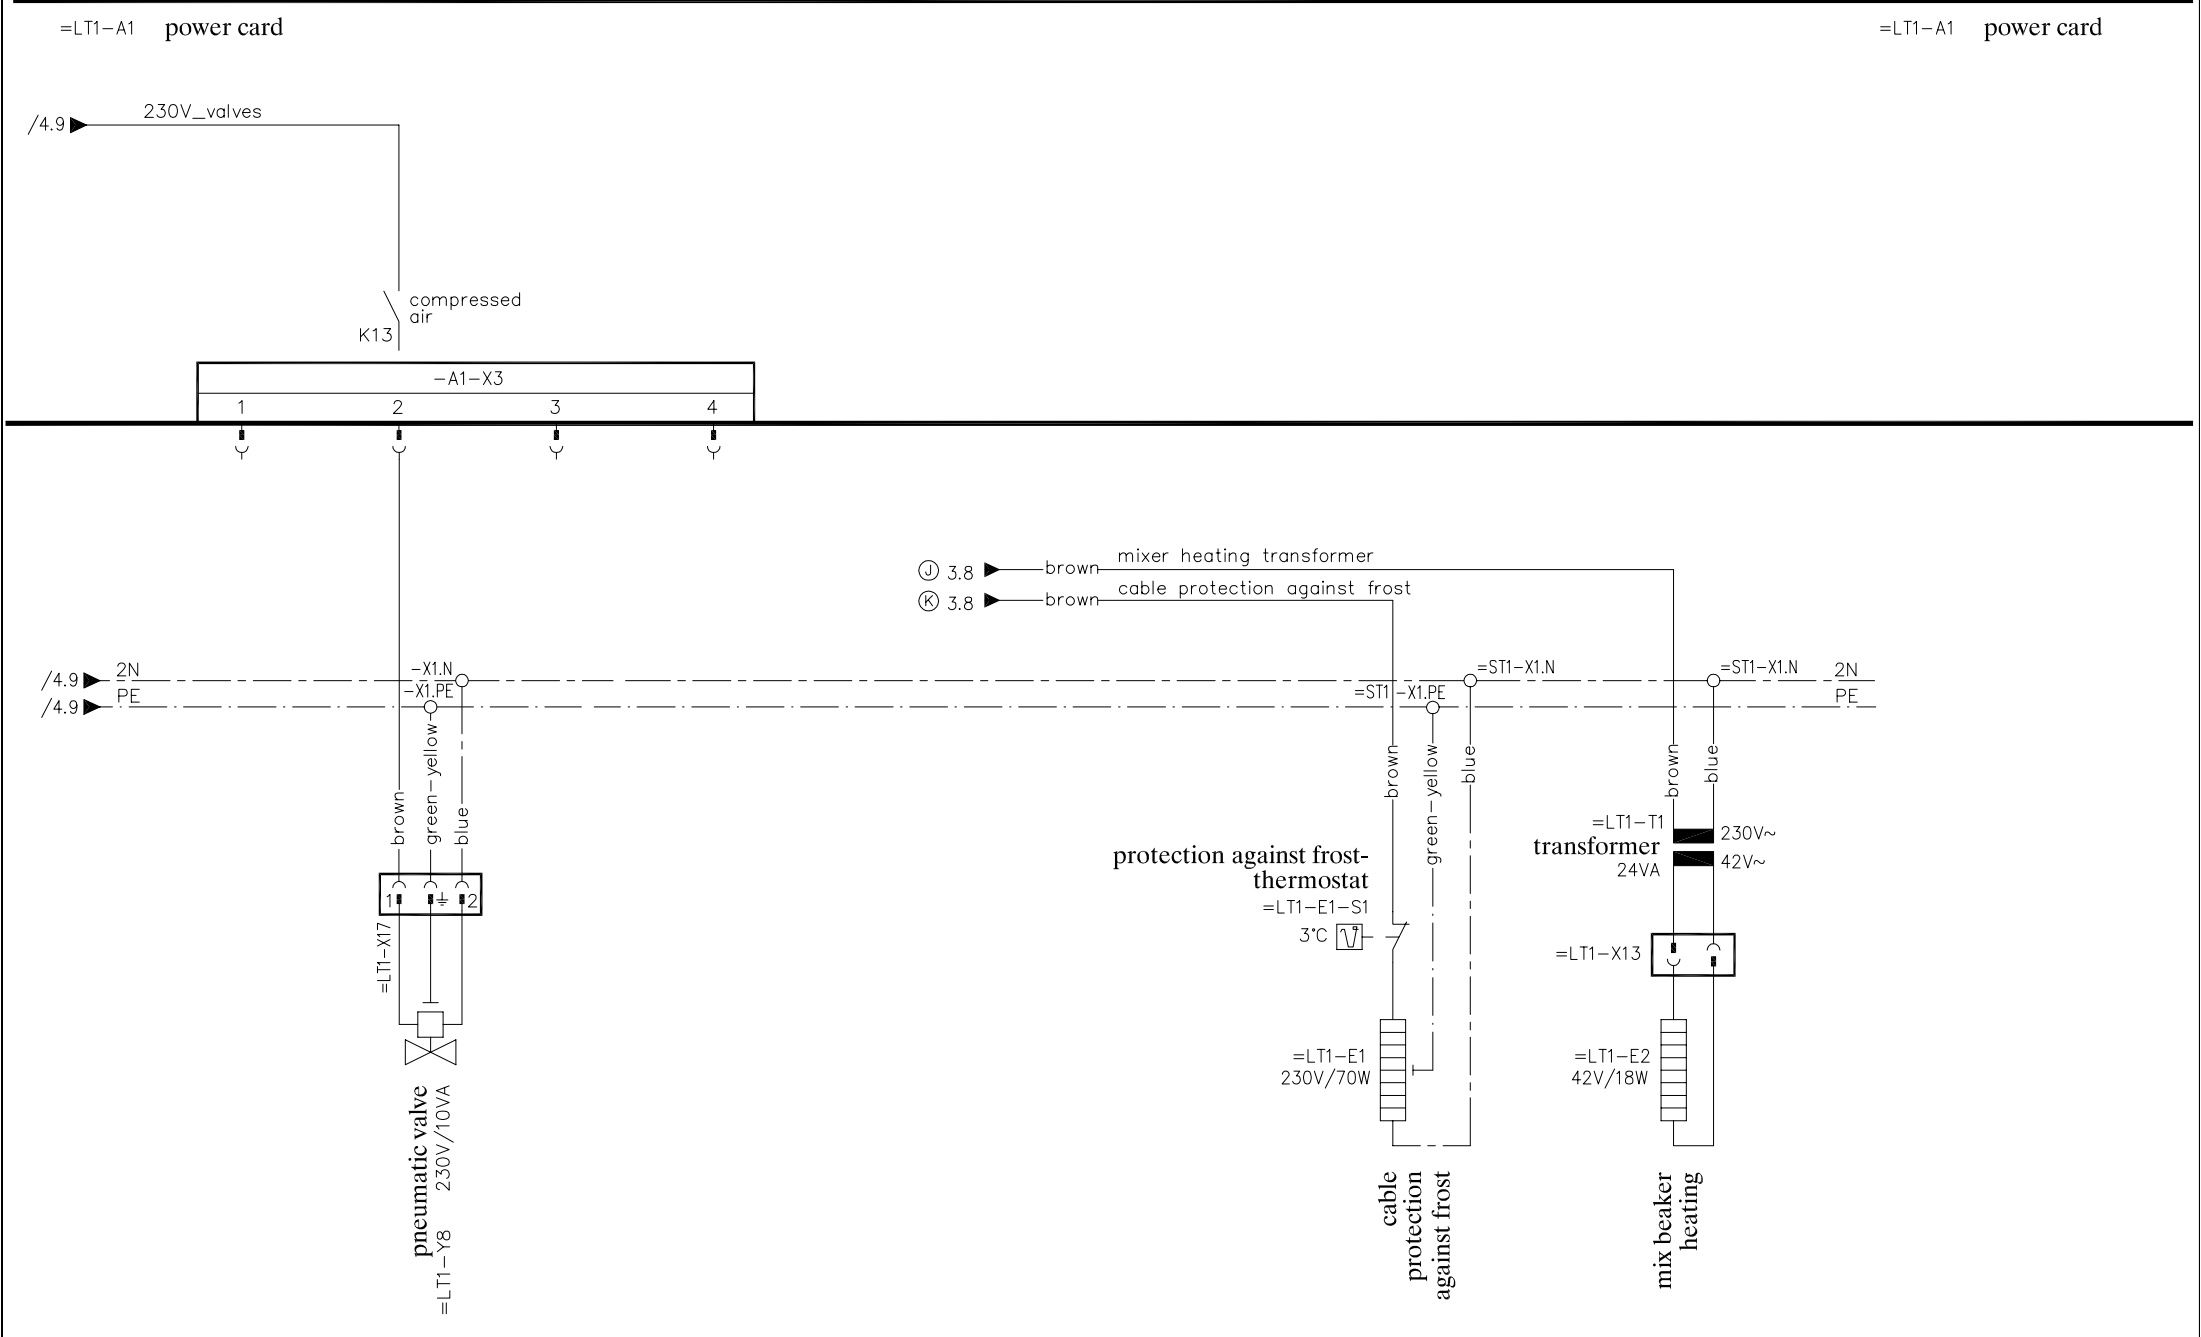 =LT1-A1 power card
=LT1-A1 power card
230V_valves
/4.9
compressed
air
K13
-A1-X3
1 2 3 4
mixer heating transformer
J 3.8 brown
cable protection against frost
K 3.8 brown
/4.9 2N
-X1.N
=ST1-X1.N
=ST1-X1.N
2N
/4.9 PE
-X1.PE
=ST1-X1.PE
PE
brown
green-yellow
blue
brown
green-yellow
blue
brown
blue
1 2
=LT1-X17
pneumatic valve
=LT1-Y8 230V/10VA
protection against frost-
thermostat
=LT1-E1-S1
3°C
=LT1-E1
230V/70W
cable
protection
against frost
=LT1-T1
transformer
24VA
230V~
42V~
=LT1-X13
=LT1-E2
42V/18W
mix beaker
heating